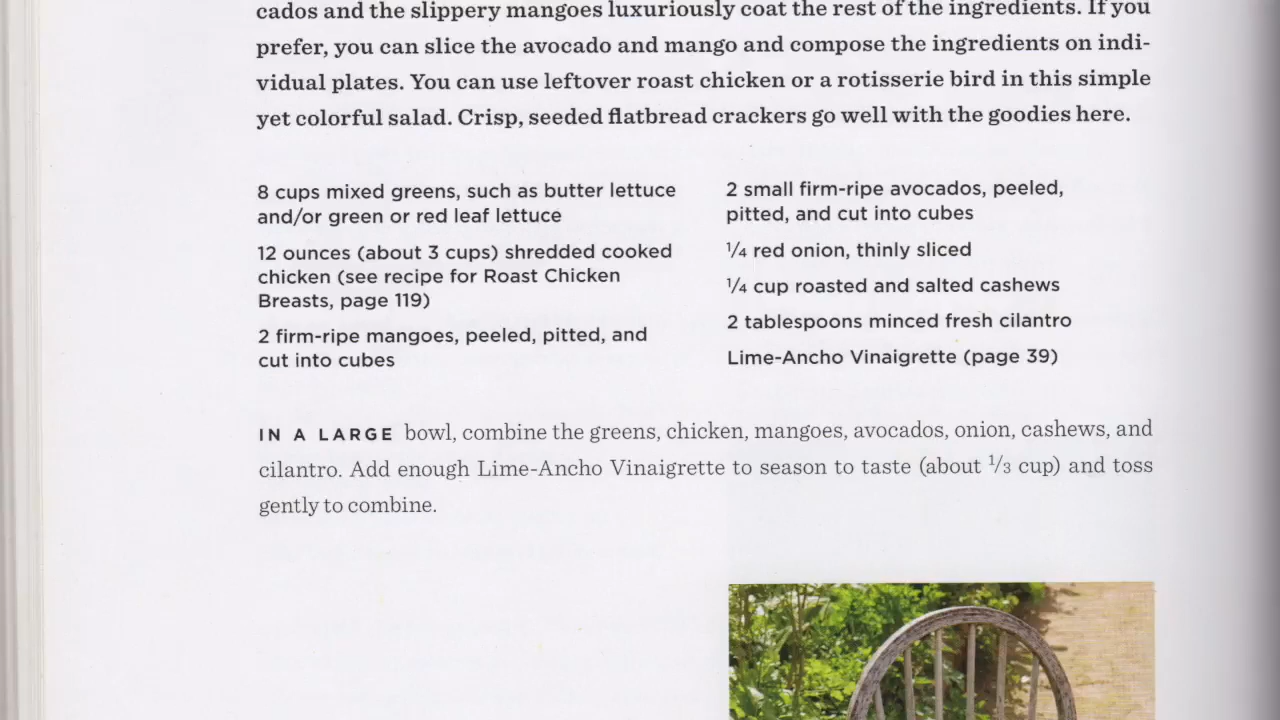 cados and the slippery mangoes luxuriously coat the rest of the ingredients. If you
prefer, you can slice the avocado and mango and compose the ingredients on indi-
vidual plates. You can use leftover roast chicken or a rotisserie bird in this simple
yet colorful salad. Crisp, seeded flatbread crackers go well with the goodies here.
8 cups mixed greens, such as butter lettuce
and/or green or red leaf lettuce
12 ounces (about 3 cups) shredded cooked
chicken (see recipe for Roast Chicken
Breasts, page 119)
2 firm-ripe mangoes, peeled, pitted, and
cut into cubes
2 small firm-ripe avocados, peeled,
pitted, and cut into cubes
1/4 red onion, thinly sliced
1/4 cup roasted and salted cashews
2 tablespoons minced fresh cilantro
Lime-Ancho Vinaigrette (page 39)
IN A LARGE bowl, combine the greens, chicken, mangoes, avocados, onion, cashews, and
cilantro. Add enough Lime-Ancho Vinaigrette to season to taste (about 1/3 cup) and toss
gently to combine.